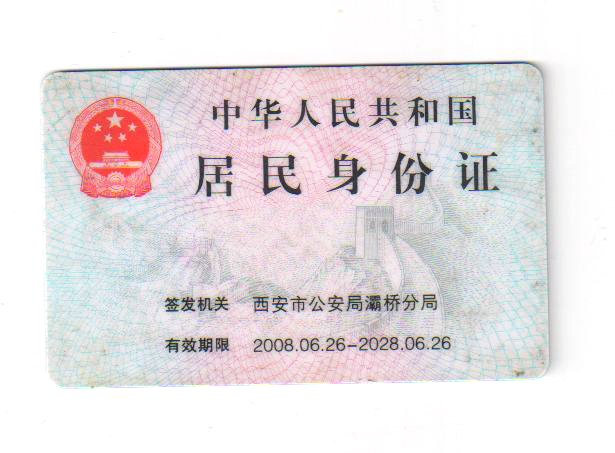 中华人民共和国
居民身份证
签发机关 西安市公安局灞桥分局
有效期限 2008.06.26-2028.06.26